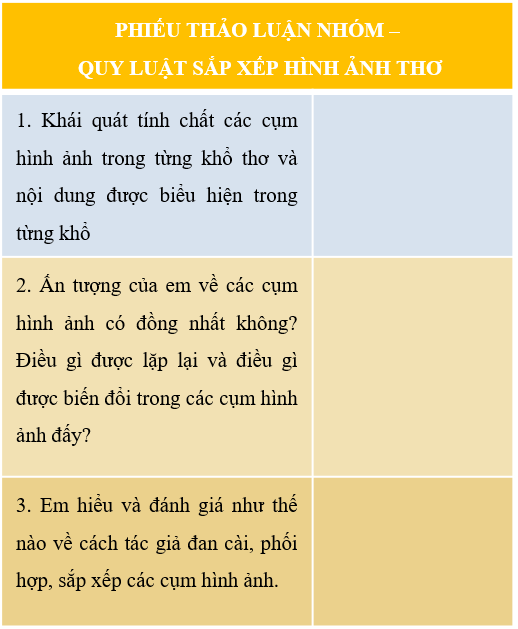 PHIẾU THẢO LUẬN NHÓM –
QUY LUẬT SẮP XẾP HÌNH ẢNH THƠ
1. Khái quát tính chất các cụm
hình ảnh trong từng khổ thơ và
nội dung được biểu hiện trong
từng khổ
2. Ấn tượng của em về các cụm
hình ảnh có đồng nhất không?
Điều gì được lặp lại và điều gì
được biến đổi trong các cụm hình
ảnh đấy?
3. Em hiểu và đánh giá như thế
nào về cách tác giả đan cài, phối
hợp, sắp xếp các cụm hình ảnh.